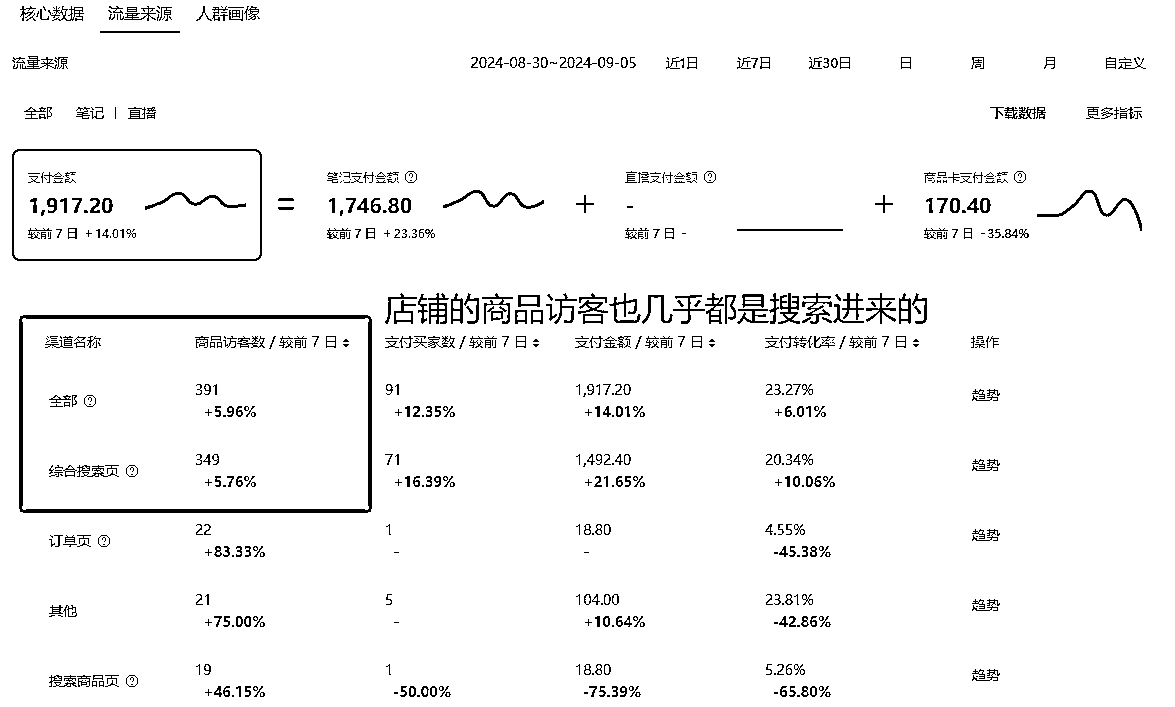 核心数据 流量来源 人群画像
流量来源 2024-08-30~2024-09-05 近1日 近7日 近30日 日 周 月 自定义
全部 笔记 | 直播 下载数据 更多指标
支付金额 笔记支付金额 ? 直播支付金额 ? 商品卡支付金额 ?
1,917.20 = 1,746.80 + - + 170.40
较前 7 日 +14.01% 较前 7 日 +23.36% 较前 7 日 - 较前 7 日 -35.84%
店铺的商品访客也几乎都是搜索进来的
渠道名称 商品访客数 / 较前 7 日 支付买家数 / 较前 7 日 支付金额 / 较前 7 日 支付转化率 / 较前 7 日 操作
全部 ? 391 91 1,917.20 23.27% 趋势
+5.96% +12.35% +14.01% +6.01%
综合搜索页 ? 349 71 1,492.40 20.34% 趋势
+5.76% +16.39% +21.65% +10.06%
订单页 ? 22 1 18.80 4.55% 趋势
+83.33% - - -45.38%
其他 21 5 104.00 23.81% 趋势
+75.00% - +10.64% -42.86%
搜索商品页 ? 19 1 18.80 5.26% 趋势
+46.15% -50.00% -75.39% -65.80%